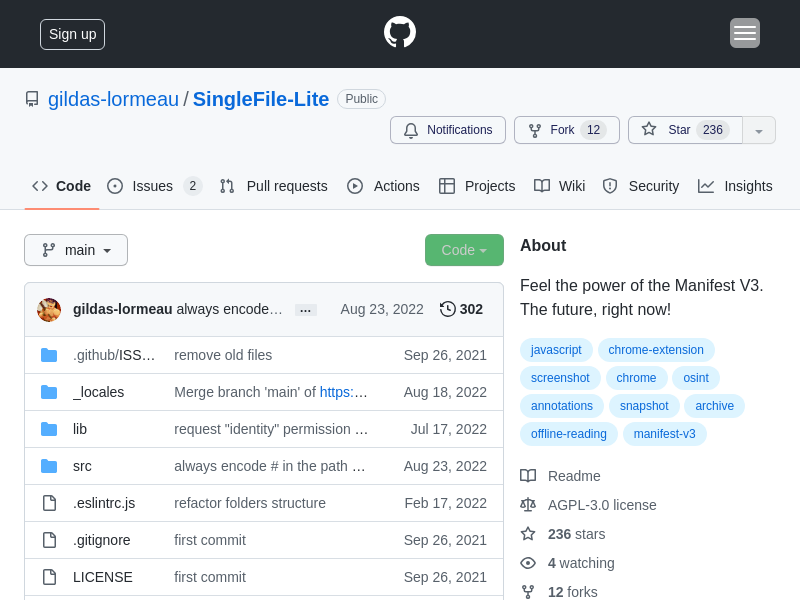 Sign up
gildas-lormeau / SingleFile-Lite Public
Notifications Fork 12 Star 236
Code Issues 2 Pull requests Actions Projects Wiki Security Insights
main Code
gildas-lormeau always encode… … Aug 23, 2022 302
.github/ISS… remove old files Sep 26, 2021
_locales Merge branch 'main' of https:/… Aug 18, 2022
lib request "identity" permission … Jul 17, 2022
src always encode # in the path … Aug 23, 2022
.eslintrc.js refactor folders structure Feb 17, 2022
.gitignore first commit Sep 26, 2021
LICENSE first commit Sep 26, 2021
About
Feel the power of the Manifest V3.
The future, right now!
javascript chrome-extension
screenshot chrome osint
annotations snapshot archive
offline-reading manifest-v3
Readme
AGPL-3.0 license
236 stars
4 watching
12 forks